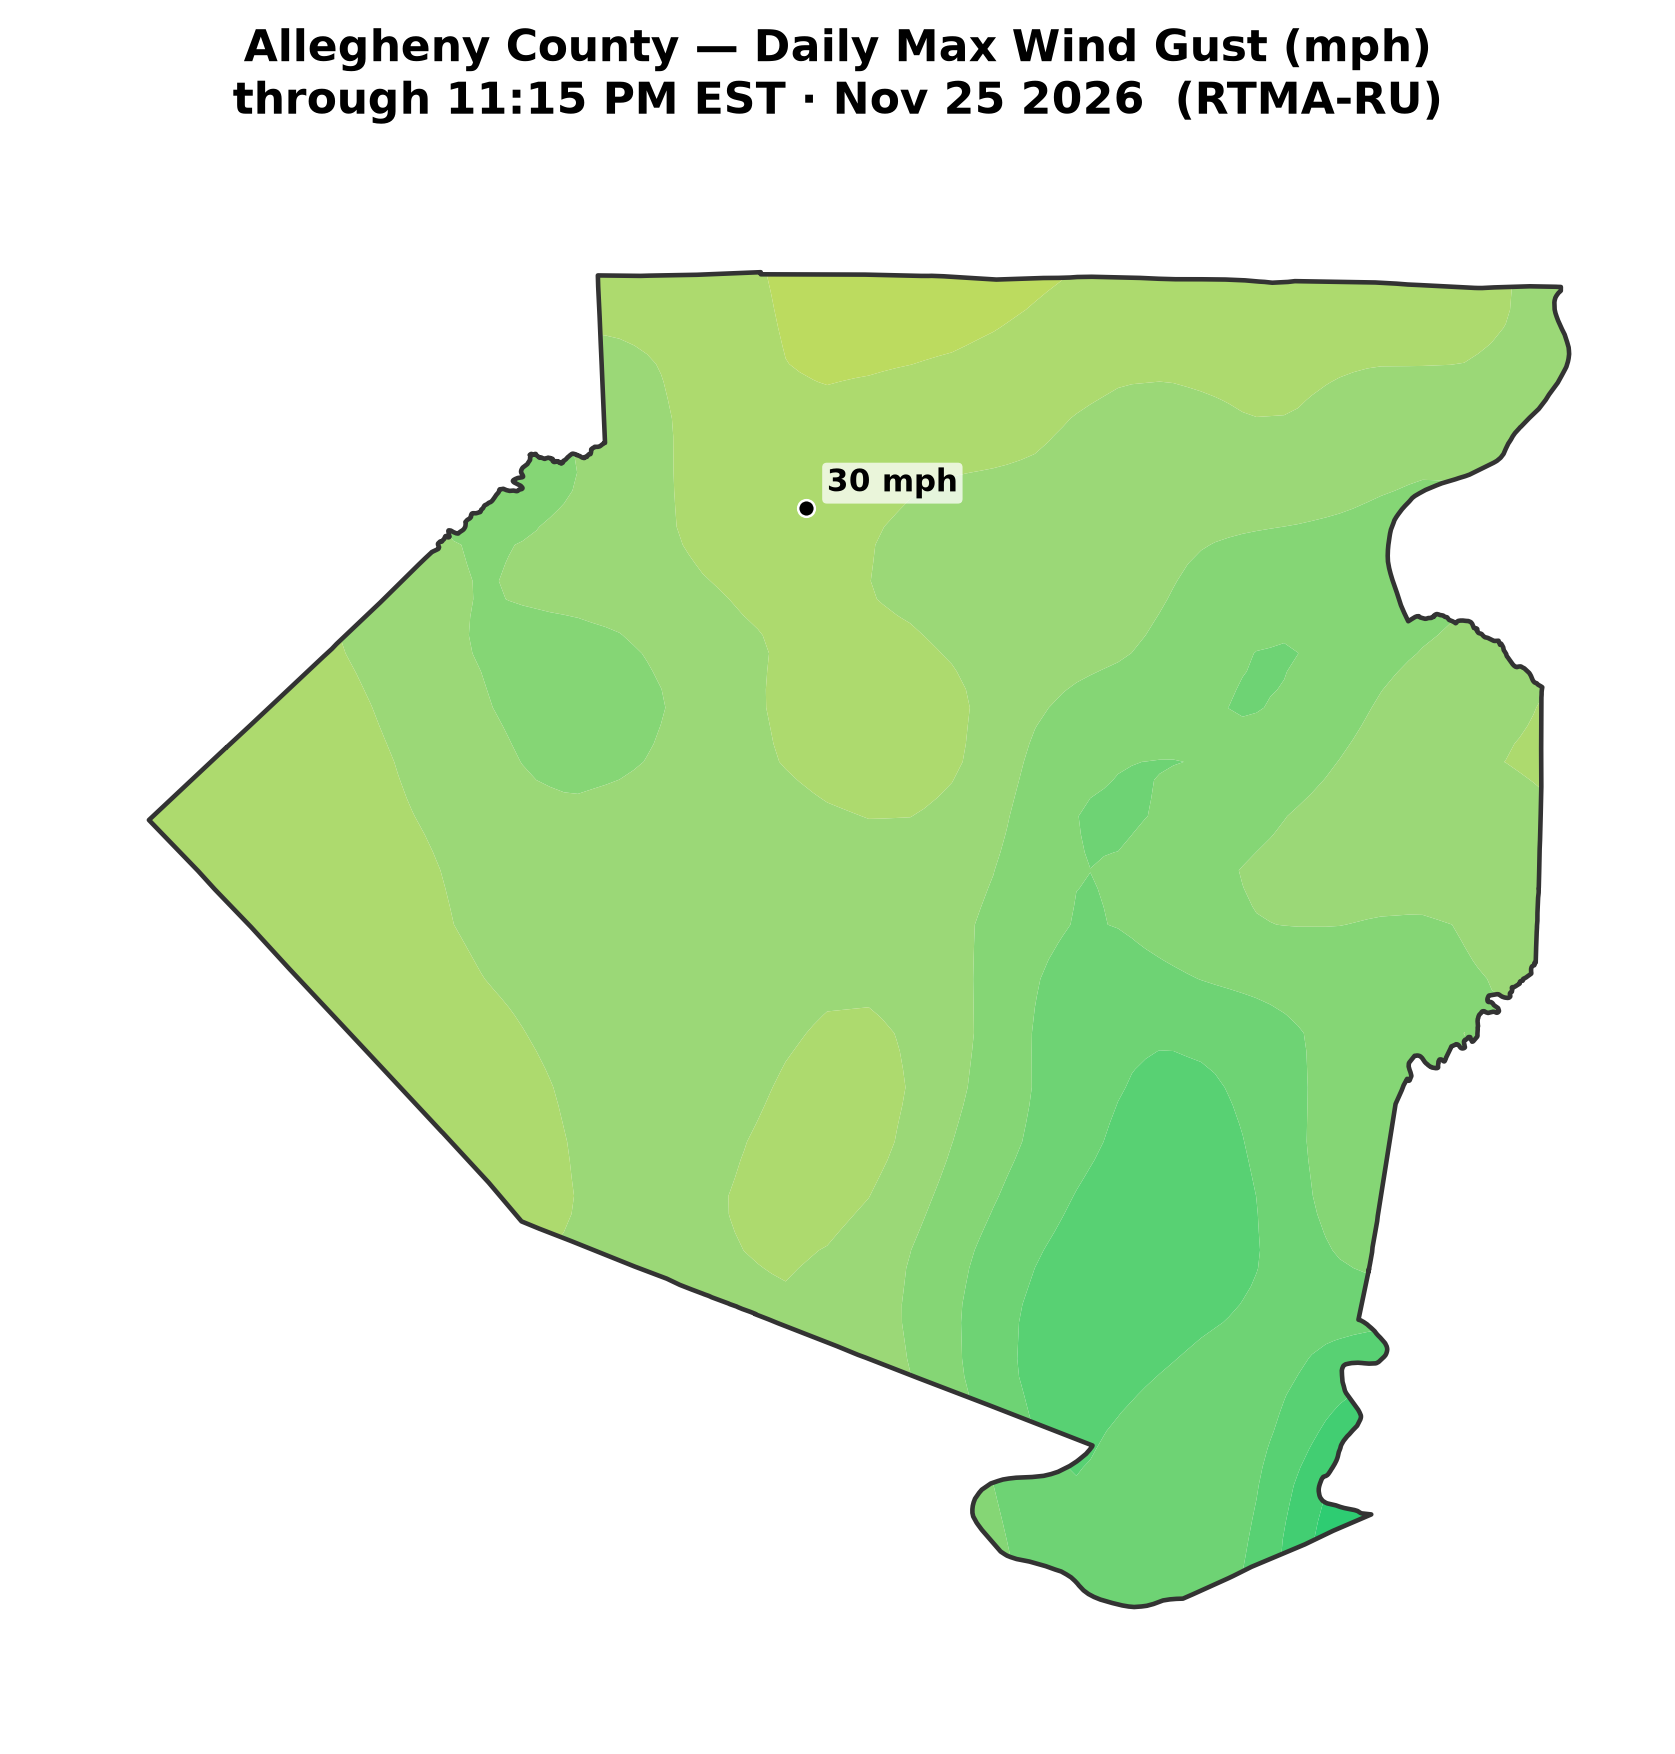 Allegheny County — Daily Max Wind Gust (mph)
through 11:15 PM EST · Nov 25 2026 (RTMA-RU)
30 mph